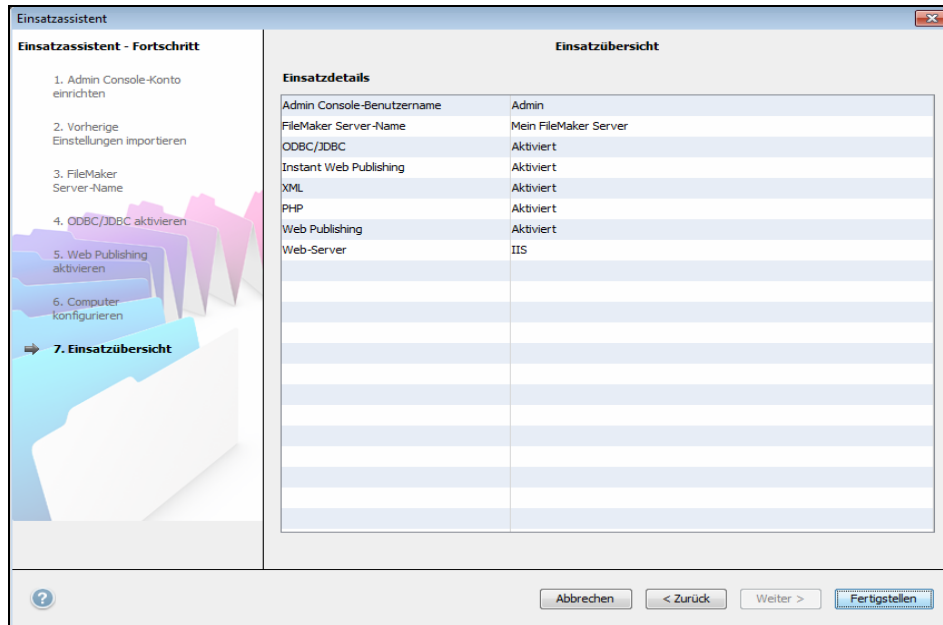 Einsatzassistent
Einsatzassistent - Fortschritt
1. Admin Console-Konto
einrichten
2. Vorherige
Einstellungen importieren
3. FileMaker
Server-Name
4. ODBC/JDBC aktivieren
5. Web Publishing
aktivieren
6. Computer
konfigurieren
7. Einsatzübersicht
Einsatzübersicht
Einsatzdetails
Admin Console-Benutzername Admin
FileMaker Server-Name Mein FileMaker Server
ODBC/JDBC Aktiviert
Instant Web Publishing Aktiviert
XML Aktiviert
PHP Aktiviert
Web Publishing Aktiviert
Web-Server IIS
? Abbrechen < Zurück Weiter > Fertigstellen